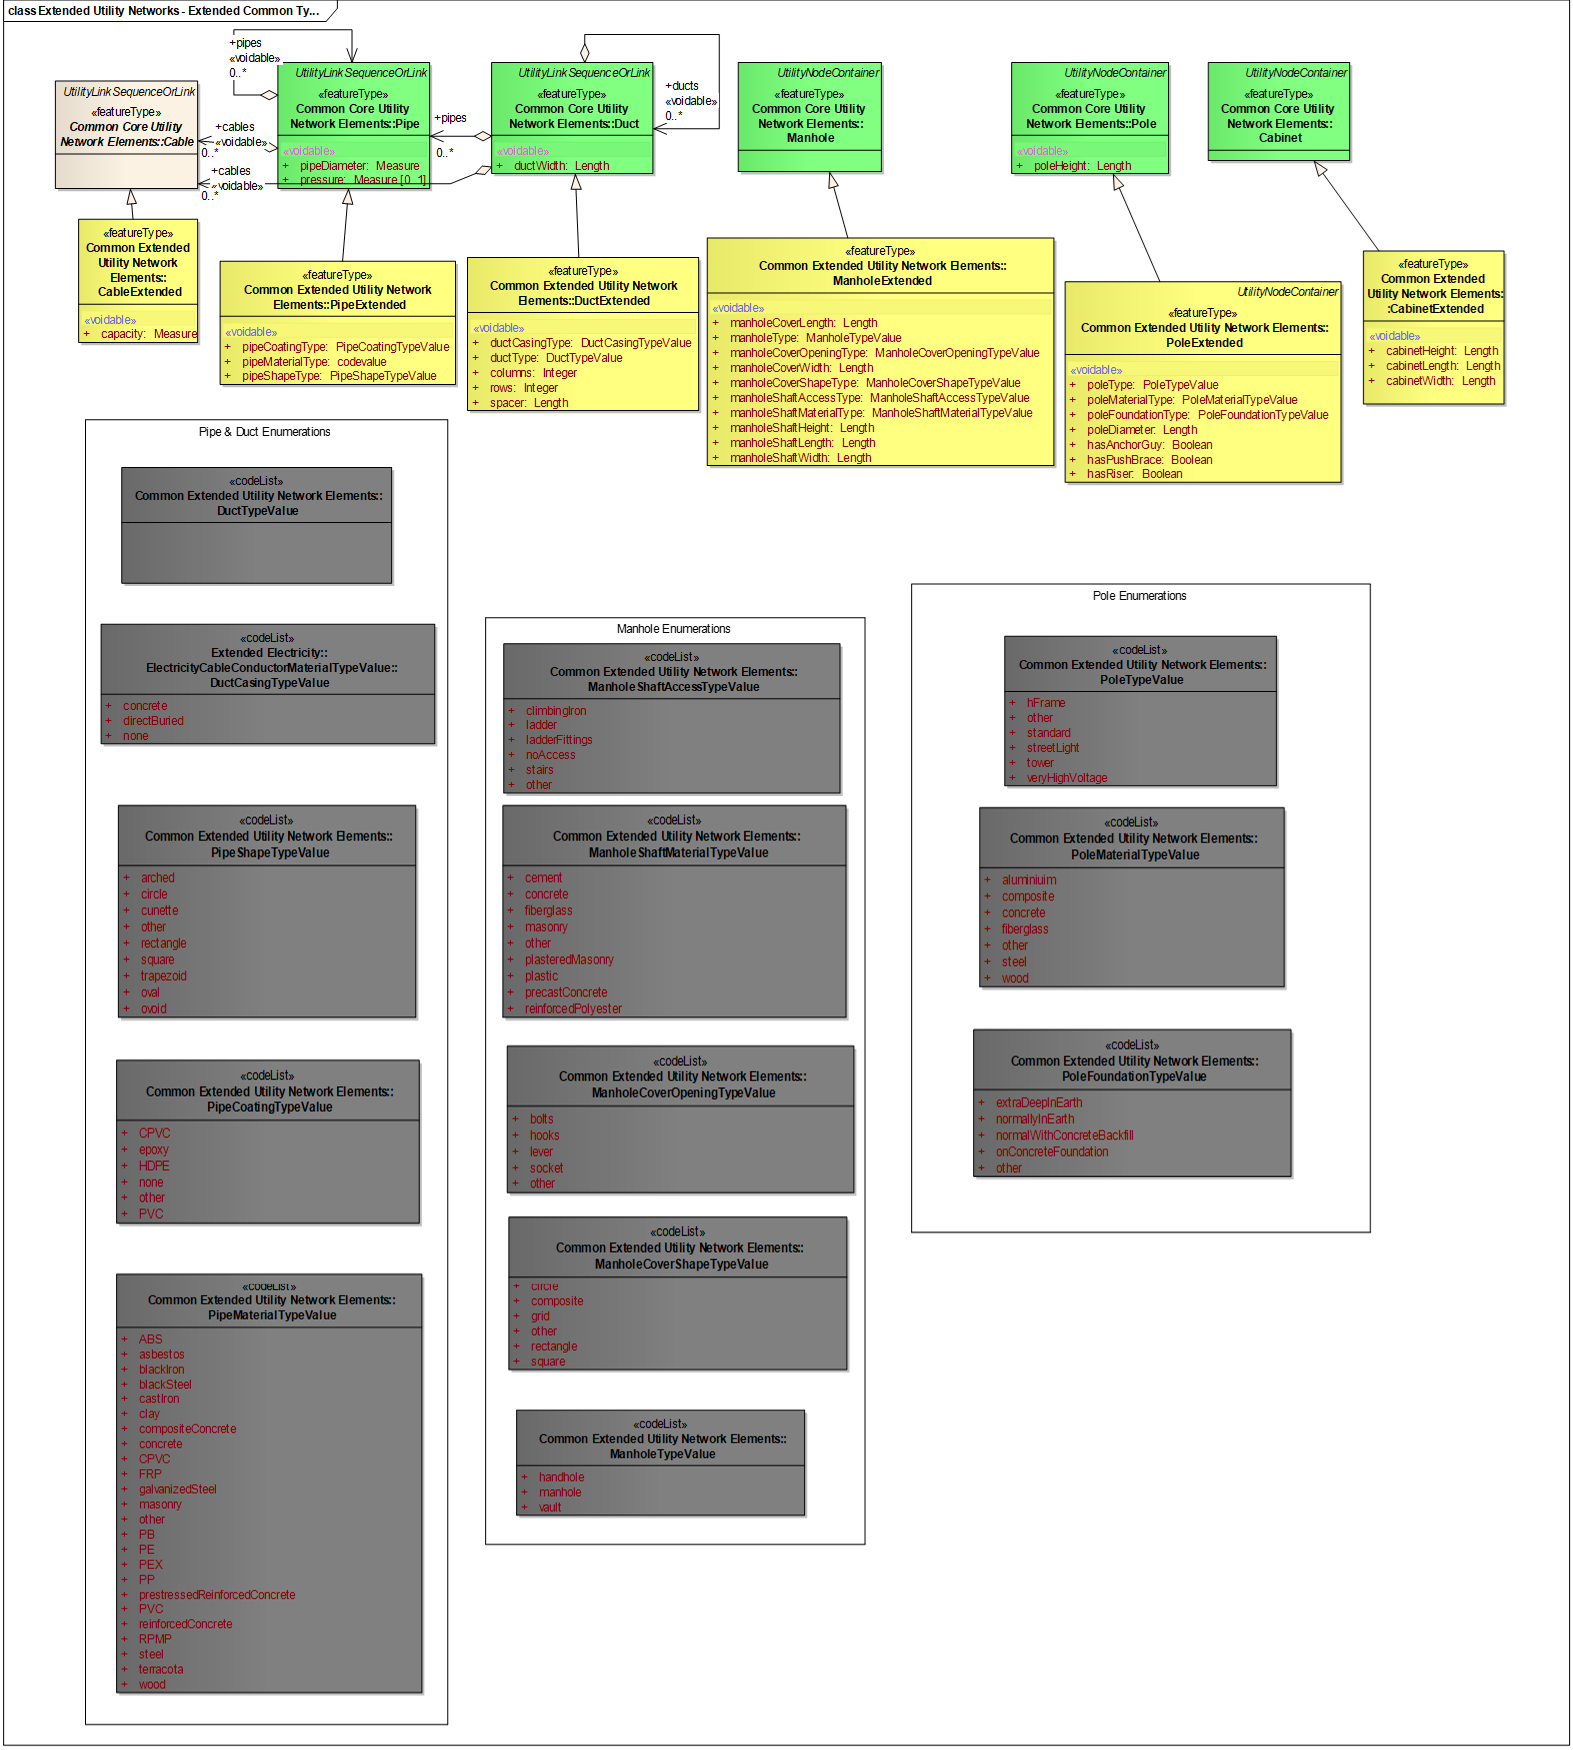 class Extended Utility Networks - Extended Common Ty...
+pipes
«voidable»
0..*
UtilityLinkSequenceOrLink
«featureType»
Common Core Utility
Network Elements::Cable
+cables
«voidable»
0..*
+cables
«voidable»
0..*
UtilityLinkSequenceOrLink
«featureType»
Common Core Utility
Network Elements::Pipe
«voidable»
+ pipeDiameter: Measure
+ pressure: Measure [0..1]
+pipes
0..*
UtilityLinkSequenceOrLink
«featureType»
Common Core Utility
Network Elements::Duct
«voidable»
+ ductWidth: Length
+ducts
«voidable»
0..*
UtilityNodeContainer
«featureType»
Common Core Utility
Network Elements::
Manhole
UtilityNodeContainer
«featureType»
Common Core Utility
Network Elements::Pole
«voidable»
+ poleHeight: Length
UtilityNodeContainer
«featureType»
Common Core Utility
Network Elements::
Cabinet
«featureType»
Common Extended
Utility Network
Elements::
CableExtended
«voidable»
+ capacity: Measure
«featureType»
Common Extended Utility Network
Elements::PipeExtended
«voidable»
+ pipeCoatingType: PipeCoatingTypeValue
+ pipeMaterialType: codevalue
+ pipeShapeType: PipeShapeTypeValue
«featureType»
Common Extended Utility Network
Elements::DuctExtended
«voidable»
+ ductCasingType: DuctCasingTypeValue
+ ductType: DuctTypeValue
+ columns: Integer
+ rows: Integer
+ spacer: Length
«featureType»
Common Extended Utility Network Elements::
ManholeExtended
«voidable»
+ manholeCoverLength: Length
+ manholeType: ManholeTypeValue
+ manholeCoverOpeningType: ManholeCoverOpeningTypeValue
+ manholeCoverWidth: Length
+ manholeCoverShapeType: ManholeCoverShapeTypeValue
+ manholeShaftAccessType: ManholeShaftAccessTypeValue
+ manholeShaftMaterialType: ManholeShaftMaterialTypeValue
+ manholeShaftHeight: Length
+ manholeShaftLength: Length
+ manholeShaftWidth: Length
UtilityNodeContainer
«featureType»
Common Extended Utility Network Elements::
PoleExtended
«voidable»
+ poleType: PoleTypeValue
+ poleMaterialType: PoleMaterialTypeValue
+ poleFoundationType: PoleFoundationTypeValue
+ poleDiameter: Length
+ hasAnchorGuy: Boolean
+ hasPushBrace: Boolean
+ hasRiser: Boolean
«featureType»
Common Extended
Utility Network Elements:
:CabinetExtended
«voidable»
+ cabinetHeight: Length
+ cabinetLength: Length
+ cabinetWidth: Length
Pipe & Duct Enumerations
«codeList»
Common Extended Utility Network Elements::
DuctTypeValue
«codeList»
Extended Electricity::
ElectricityCableConductorMaterialTypeValue::
DuctCasingTypeValue
+ concrete
+ directBuried
+ none
«codeList»
Common Extended Utility Network Elements::
PipeShapeTypeValue
+ arched
+ circle
+ cunette
+ other
+ rectangle
+ square
+ trapezoid
+ oval
+ ovoid
«codeList»
Common Extended Utility Network Elements::
PipeCoatingTypeValue
+ CPVC
+ epoxy
+ HDPE
+ none
+ other
+ PVC
«codeList»
Common Extended Utility Network Elements::
PipeMaterialTypeValue
+ ABS
+ asbestos
+ blackIron
+ blackSteel
+ castIron
+ clay
+ compositeConcrete
+ concrete
+ CPVC
+ FRP
+ galvanizedSteel
+ masonry
+ other
+ PB
+ PE
+ PEX
+ PP
+ prestressedReinforcedConcrete
+ PVC
+ reinforcedConcrete
+ RPMP
+ steel
+ terracota
+ wood
Manhole Enumerations
«codeList»
Common Extended Utility Network Elements::
ManholeShaftAccessTypeValue
+ climbingIron
+ ladder
+ ladderFittings
+ noAccess
+ stairs
+ other
«codeList»
Common Extended Utility Network Elements::
ManholeShaftMaterialTypeValue
+ cement
+ concrete
+ fiberglass
+ masonry
+ other
+ plasteredMasonry
+ plastic
+ precastConcrete
+ reinforcedPolyester
«codeList»
Common Extended Utility Network Elements::
ManholeCoverOpeningTypeValue
+ bolts
+ hooks
+ lever
+ socket
+ other
«codeList»
Common Extended Utility Network Elements::
ManholeCoverShapeTypeValue
+ circle
+ composite
+ grid
+ other
+ rectangle
+ square
«codeList»
Common Extended Utility Network Elements::
ManholeTypeValue
+ handhole
+ manhole
+ vault
Pole Enumerations
«codeList»
Common Extended Utility Network Elements::
PoleTypeValue
+ hFrame
+ other
+ standard
+ streetLight
+ tower
+ veryHighVoltage
«codeList»
Common Extended Utility Network Elements::
PoleMaterialTypeValue
+ aluminiuim
+ composite
+ concrete
+ fiberglass
+ other
+ steel
+ wood
«codeList»
Common Extended Utility Network Elements::
PoleFoundationTypeValue
+ extraDeepInEarth
+ normallyInEarth
+ normalWithConcreteBackfill
+ onConcreteFoundation
+ other